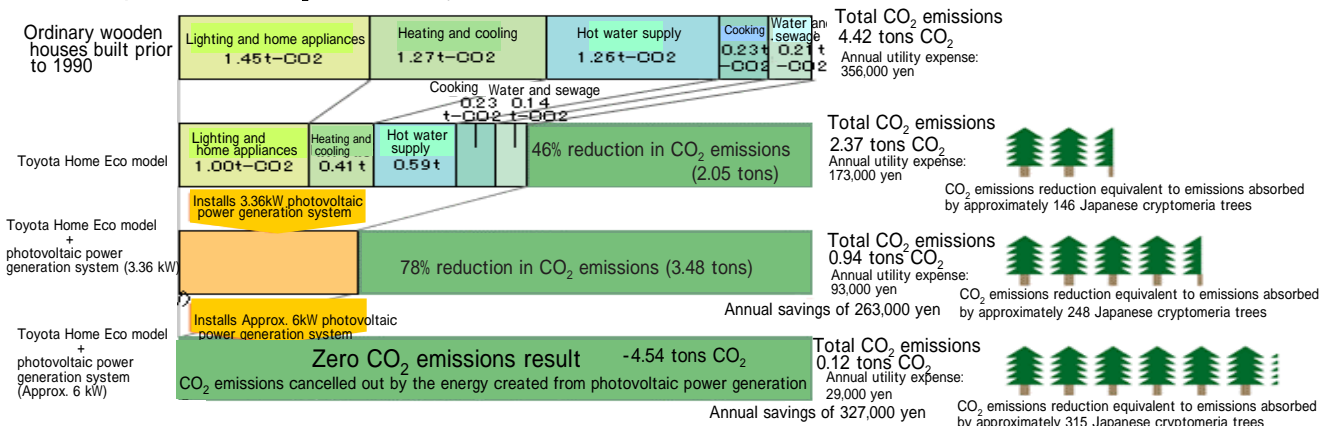 Ordinary wooden
houses built prior
to 1990
Lighting and home appliances
1.45t-CO2
Heating and cooling
1.27t-CO2
Hot water supply
1.26t-CO2
Cooking
0.23t
-CO2
Water and
sewage
0.21t
-CO2
Total CO₂ emissions
4.42 tons CO₂
Annual utility expense:
356,000 yen
Cooking
0.23
t-CO2
Water and sewage
0.14
t-CO2
Toyota Home Eco model
Lighting and
home appliances
1.00t-CO2
Heating and
cooling
0.41t
Hot water
supply
0.59t
46% reduction in CO₂ emissions
(2.05 tons)
Total CO₂ emissions
2.37 tons CO₂
Annual utility expense:
173,000 yen
CO₂ emissions reduction equivalent to emissions absorbed
by approximately 146 Japanese cryptomeria trees
Installs 3.36kW photovoltaic
power generation system
Toyota Home Eco model
+
photovoltaic power
generation system (3.36 kW)
78% reduction in CO₂ emissions (3.48 tons)
Total CO₂ emissions
0.94 tons CO₂
Annual utility expense:
93,000 yen
Annual savings of 263,000 yen
CO₂ emissions reduction equivalent to emissions absorbed
by approximately 248 Japanese cryptomeria trees
Installs Approx. 6kW photovoltaic
power generation system
Toyota Home Eco model
+
photovoltaic power
generation system
(Approx. 6 kW)
Zero CO₂ emissions result
-4.54 tons CO₂
CO₂ emissions cancelled out by the energy created from photovoltaic power generation
Total CO₂ emissions
0.12 tons CO₂
Annual utility expense:
29,000 yen
Annual savings of 327,000 yen
CO₂ emissions reduction equivalent to emissions absorbed
by approximately 315 Japanese cryptomeria trees